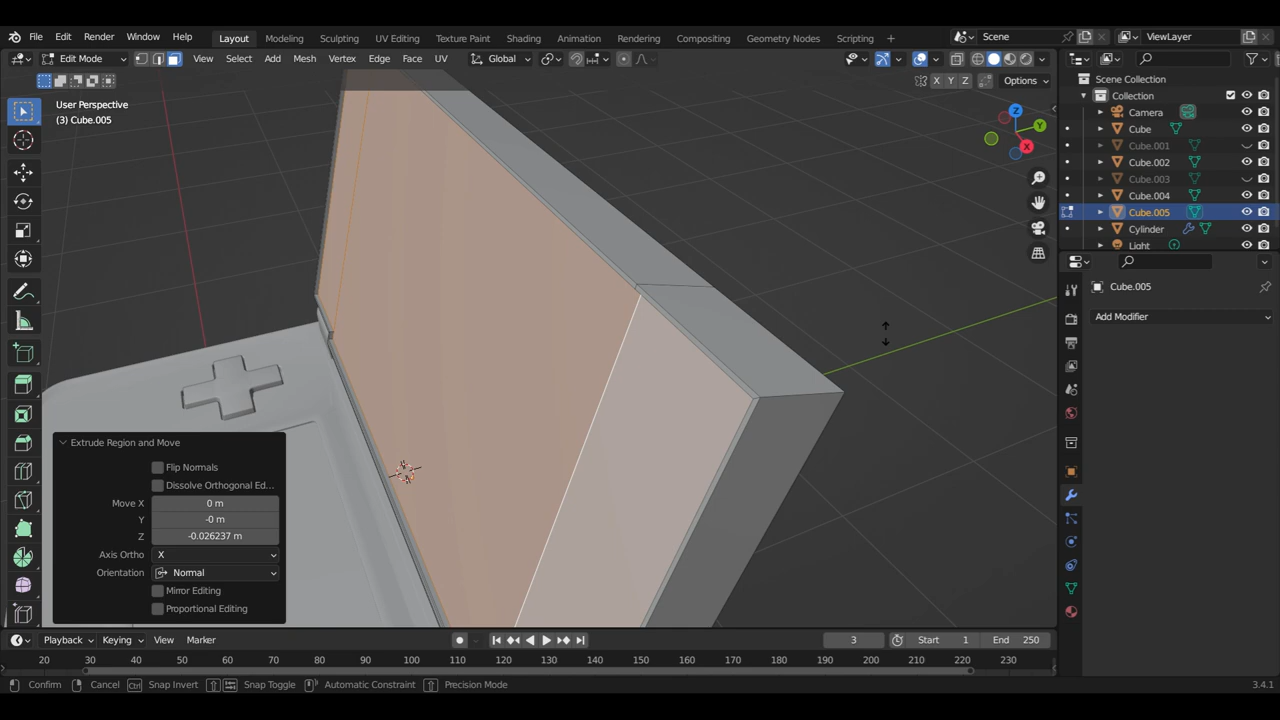 File Edit Render Window Help Layout Modeling Sculpting UV Editing Texture Paint Shading Animation Rendering Compositing Geometry Nodes Scripting + Scene ViewLayer
Edit Mode View Select Add Mesh Vertex Edge Face UV Global
X Y Z Options
User Perspective
(3) Cube.005
Z
Y
X
Scene Collection
Collection
Camera
Cube
Cube.001
Cube.002
Cube.003
Cube.004
Cube.005
Cylinder
Light
Cube.005
Add Modifier
Extrude Region and Move
Flip Normals
Dissolve Orthogonal Ed...
Move X 0 m
Y -0 m
Z -0.026237 m
Axis Ortho X
Orientation Normal
Mirror Editing
Proportional Editing
Playback Keying View Marker 3 Start 1 End 250
20 30 40 50 60 70 80 90 100 110 120 130 140 150 160 170 180 190 200 210 220 230
Confirm Cancel Ctrl Snap Invert Snap Toggle Automatic Constraint Precision Mode 3.4.1